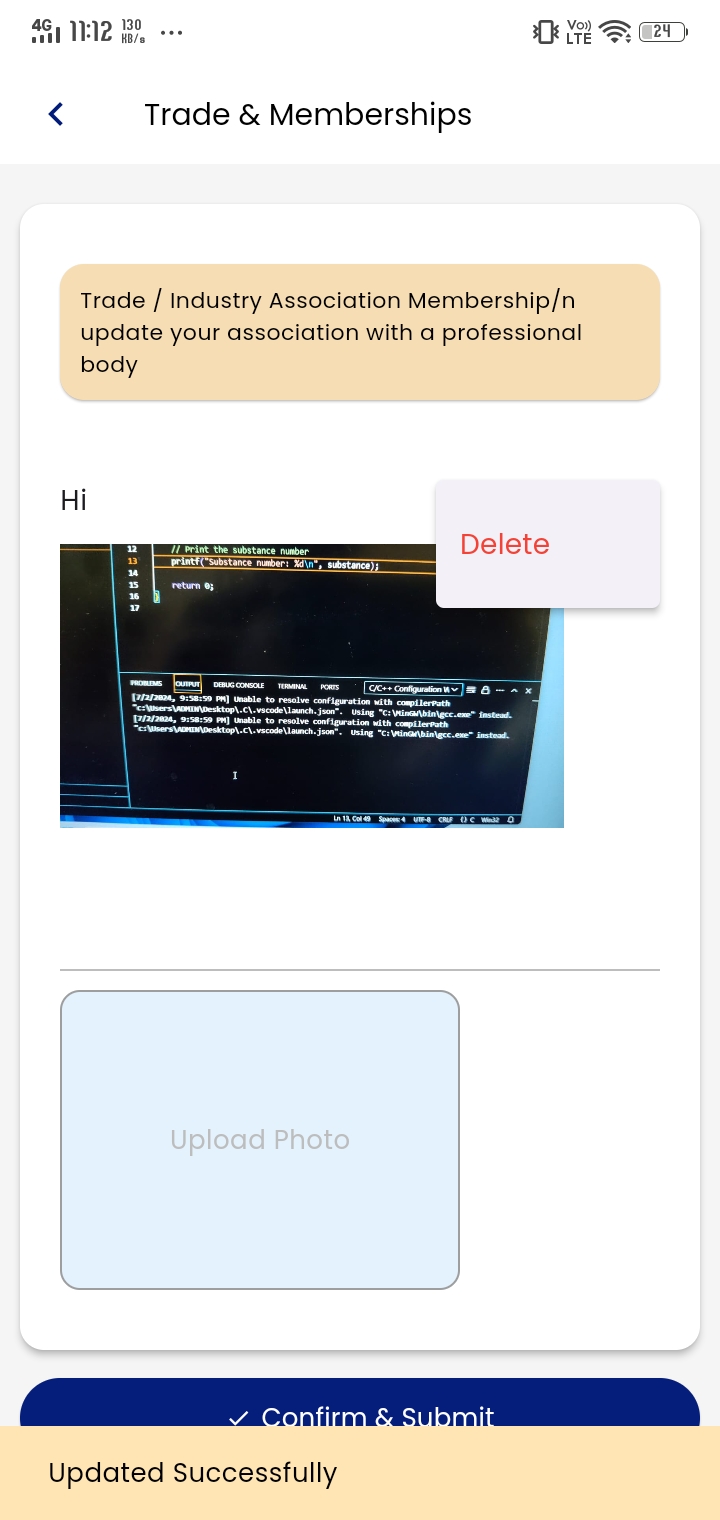 4G 11:12 130 KB/s ... Vo)) LTE 24
Trade & Memberships
Trade / Industry Association Membership/n
update your association with a professional
body
Hi
Delete
12 // Print the substance number
13 printf("Substance number: %d\n", substance);
14
15 return 0;
16 }
17
PROBLEMS OUTPUT DEBUG CONSOLE TERMINAL PORTS C/C++ Configuration W
[7/2/2024, 9:58:59 PM] Unable to resolve configuration with compilerPath
"c:\Users\ADMIN\Desktop\.C\.vscode\launch.json". Using "C:\MinGW\bin\gcc.exe" instead.
[7/2/2024, 9:58:59 PM] Unable to resolve configuration with compilerPath
"c:\Users\ADMIN\Desktop\.C\.vscode\launch.json". Using "C:\MinGW\bin\gcc.exe" instead.
Ln 13, Col 49 Spaces: 4 UTF-8 CRLF {} C Win32
Upload Photo
Confirm & Submit
Updated Successfully